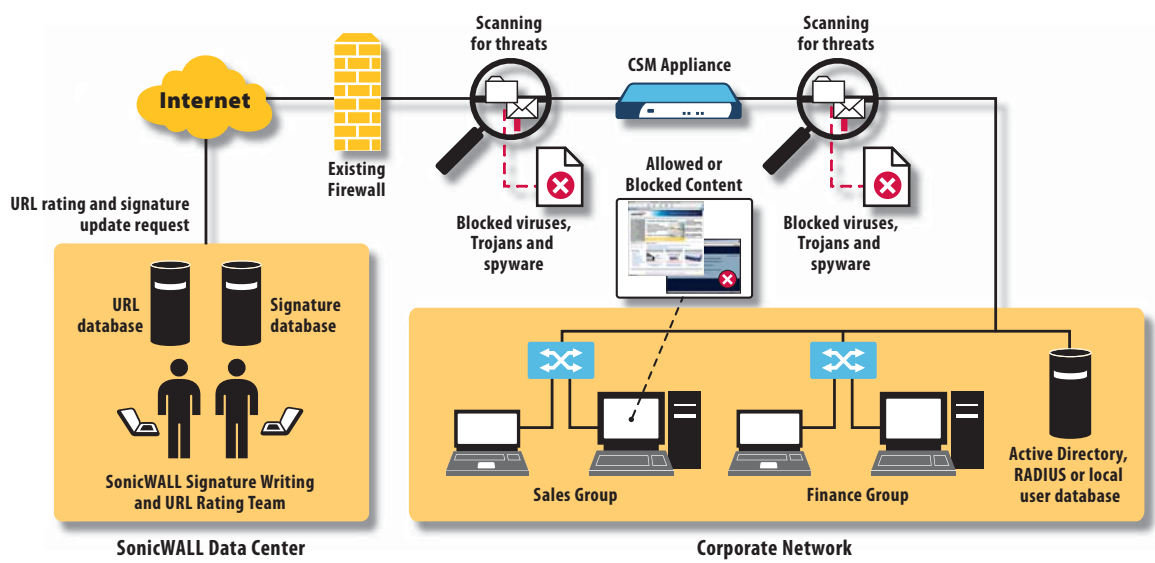 Scanning
for threats
Scanning
for threats
CSM Appliance
Internet
Existing
Firewall
Allowed or
Blocked Content
URL rating and signature
update request
Blocked viruses,
Trojans and
spyware
Blocked viruses,
Trojans and
spyware
URL
database
Signature
database
SonicWALL Signature Writing
and URL Rating Team
Sales Group
Finance Group
Active Directory,
RADIUS or local
user database
SonicWALL Data Center
Corporate Network